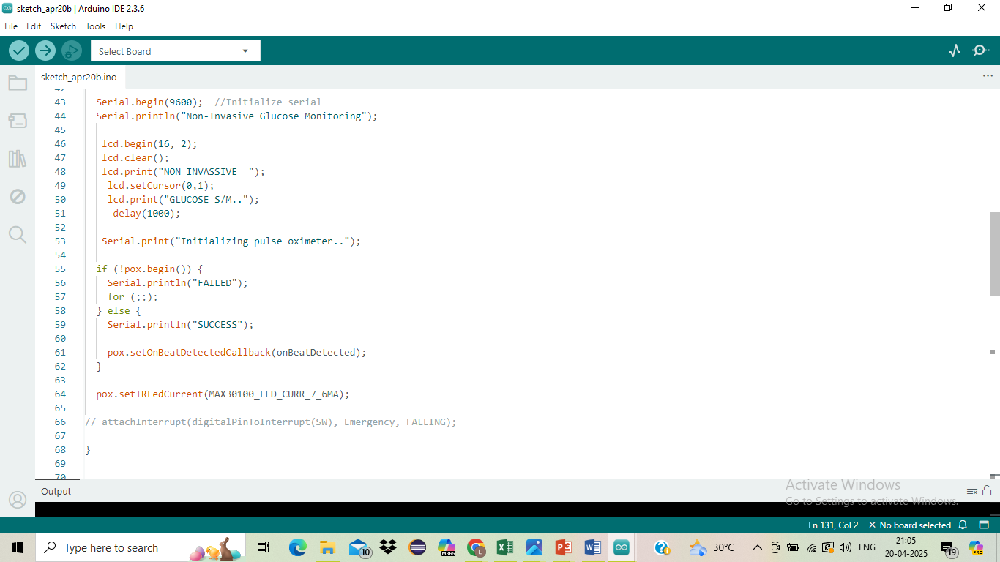 sketch_apr20b | Arduino IDE 2.3.6
File Edit Sketch Tools Help
Select Board
sketch_apr20b.ino
42
43 Serial.begin(9600); //Initialize serial
44 Serial.println("Non-Invasive Glucose Monitoring");
45
46 lcd.begin(16, 2);
47 lcd.clear();
48 lcd.print("NON INVASSIVE  ");
49 lcd.setCursor(0,1);
50 lcd.print("GLUCOSE S/M..");
51 delay(1000);
52
53 Serial.print("Initializing pulse oximeter..");
54
55 if (!pox.begin()) {
56 Serial.println("FAILED");
57 for (;;);
58 } else {
59 Serial.println("SUCCESS");
60
61 pox.setOnBeatDetectedCallback(onBeatDetected);
62 }
63
64 pox.setIRLedCurrent(MAX30100_LED_CURR_7_6MA);
65
66 // attachInterrupt(digitalPinToInterrupt(SW), Emergency, FALLING);
67
68 }
69
70
Output
Activate Windows
Go to Settings to activate Windows.
Ln 131, Col 2 × No board selected
Type here to search
10
M365
30°C
ENG
21:05
20-04-2025
19
PRE